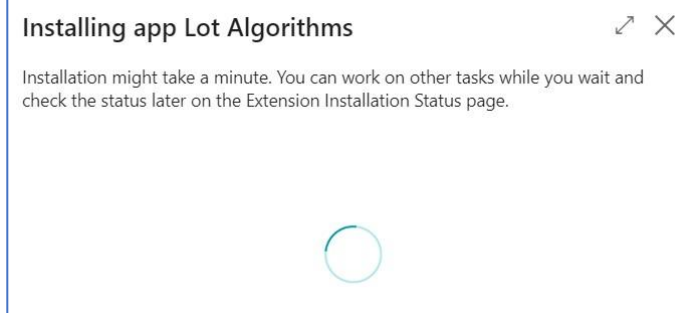 Installing app Lot Algorithms
Installation might take a minute. You can work on other tasks while you wait and
check the status later on the Extension Installation Status page.